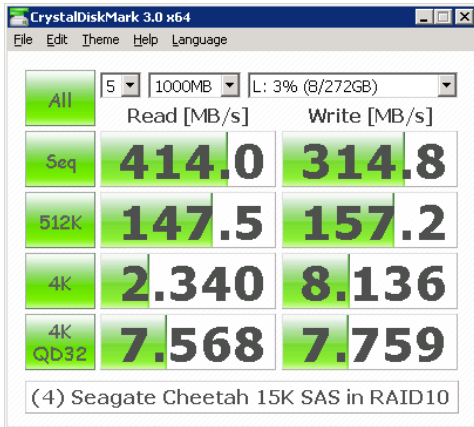 CrystalDiskMark 3.0 x64
File Edit Theme Help Language
All 5 1000MB L: 3% (8/272GB)
Read [MB/s] Write [MB/s]
Seq 414.0 314.8
512K 147.5 157.2
4K 2.340 8.136
4K QD32 7.568 7.759
(4) Seagate Cheetah 15K SAS in RAID10